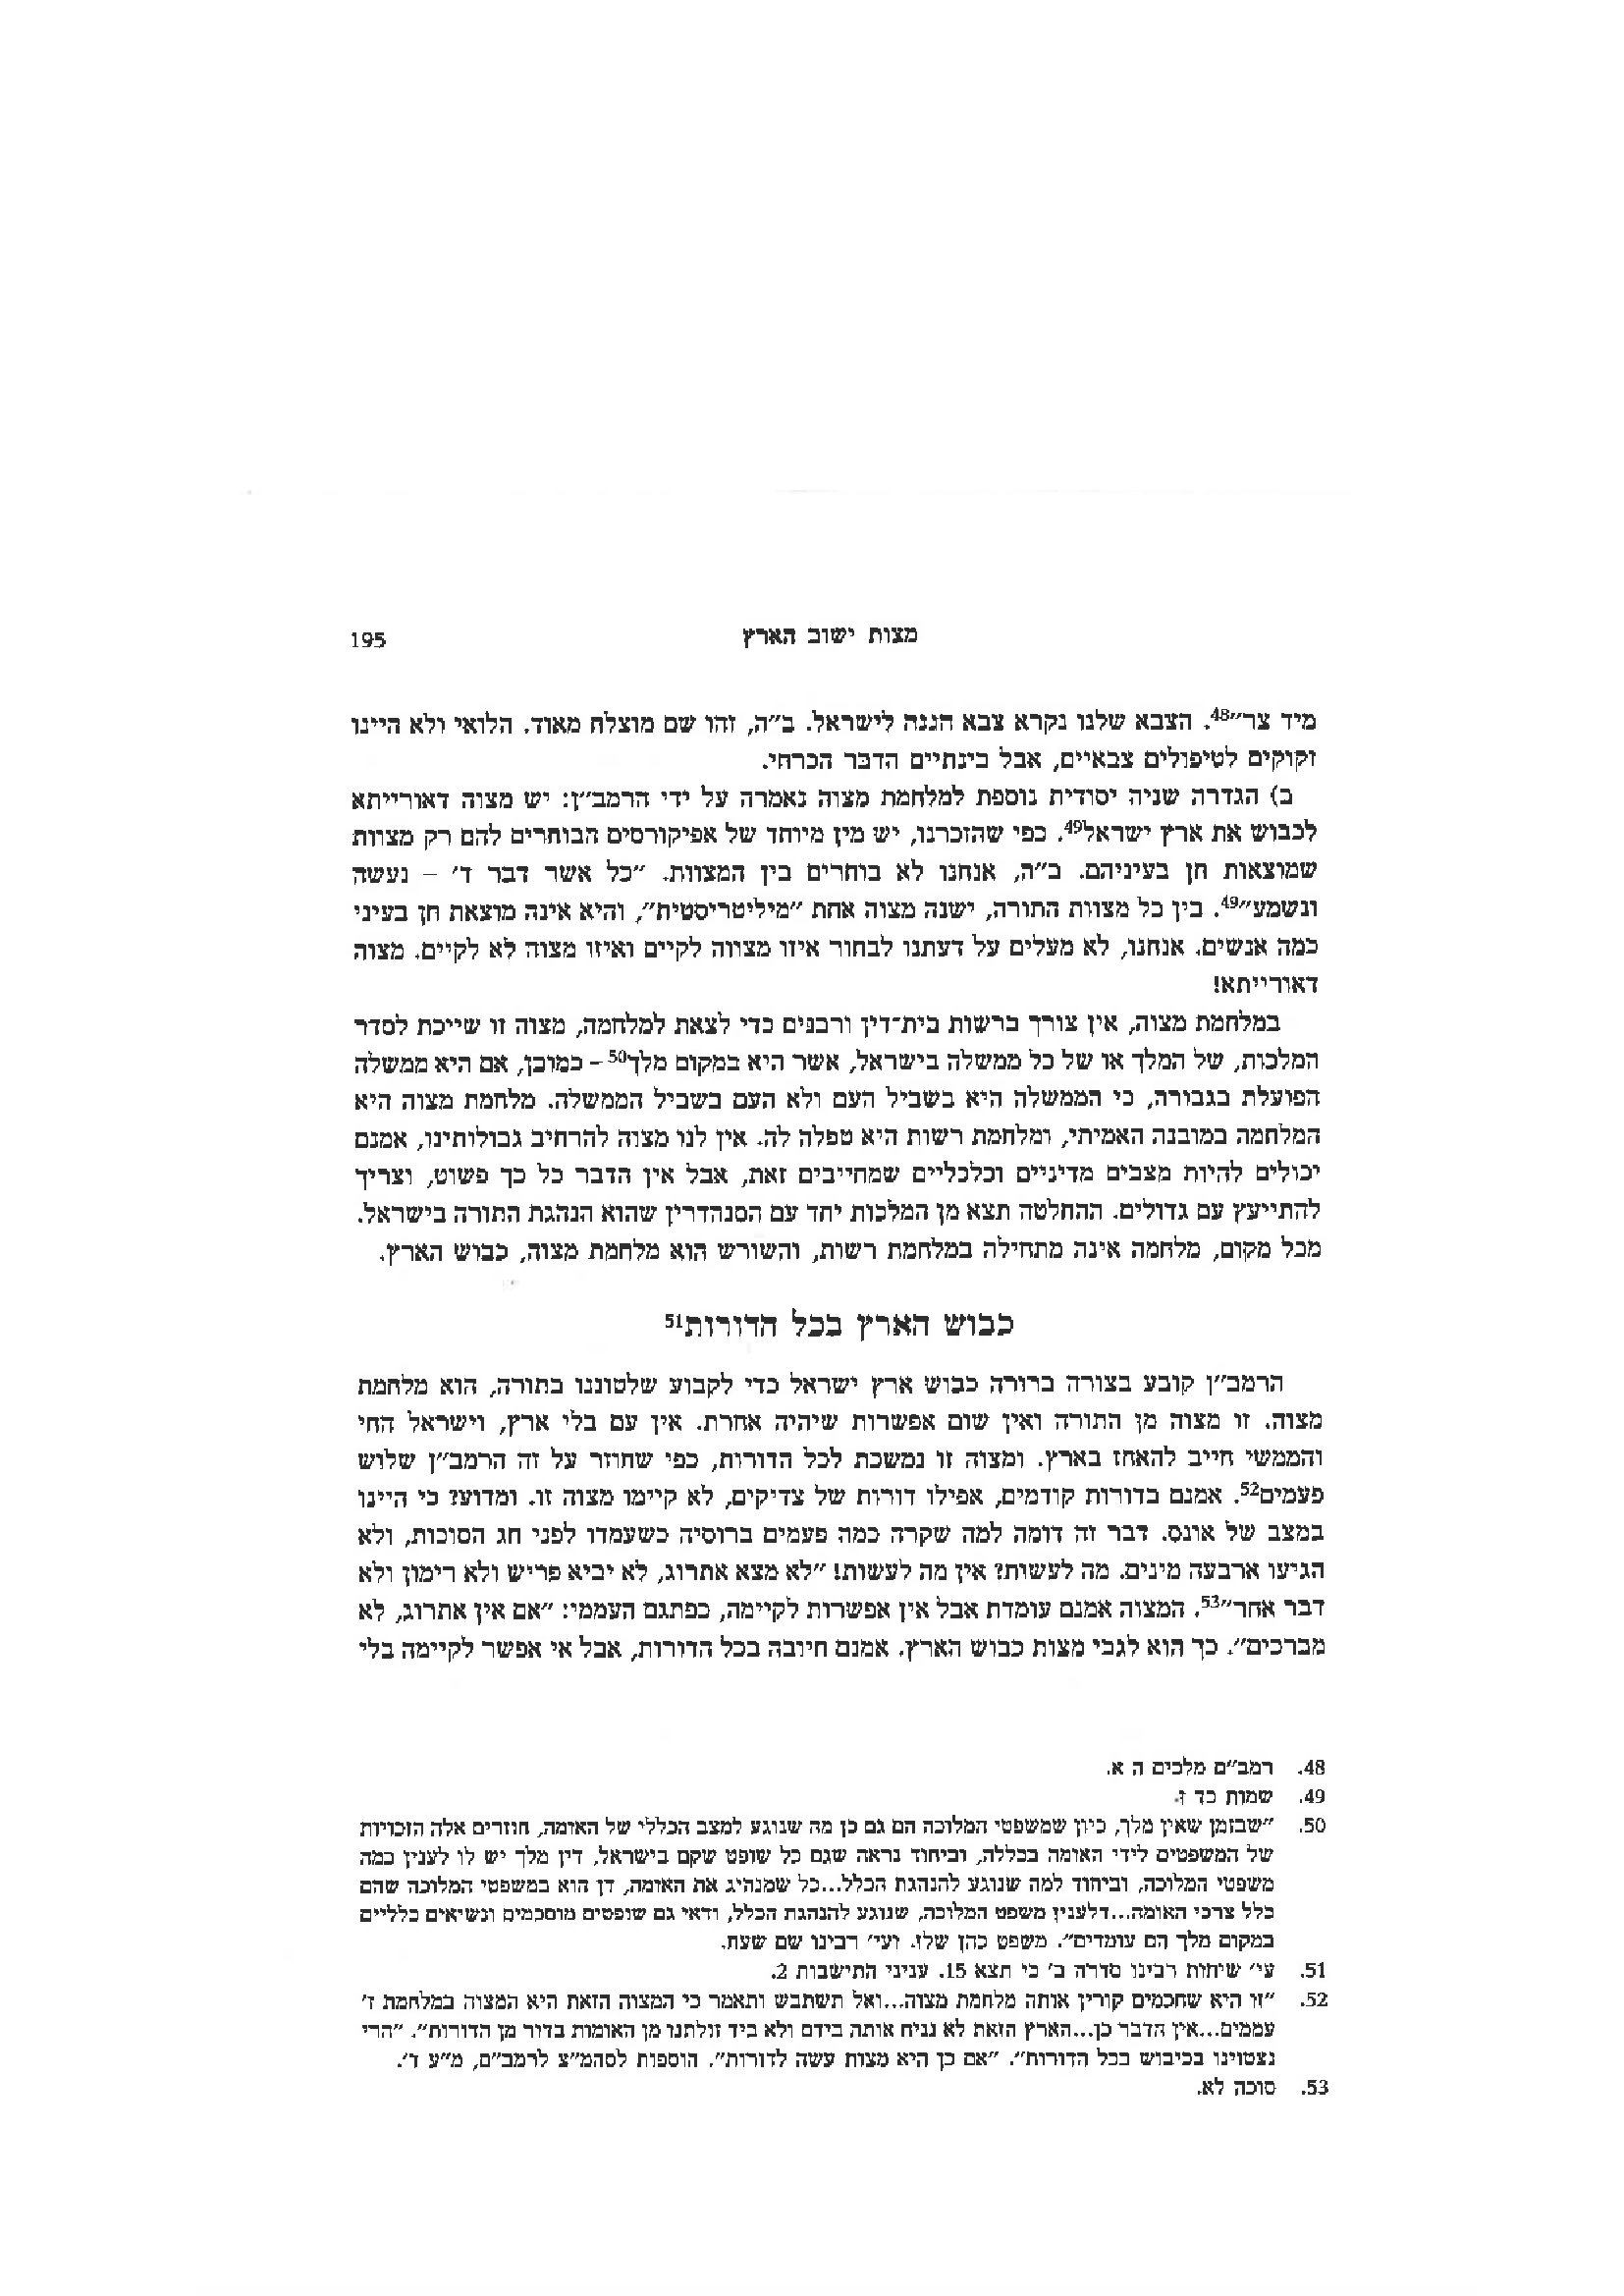 מצות ישוב הארץ
195
מיד צר״48. הצבא שלנו נקרא צבא הגנה לישראל. ב״ה, זהו שם מוצלח מאוד. הלואי ולא היינו
זקוקים לטיפולים צבאיים, אבל בינתיים הדבר הכרחי.
ב) הגדרה שניה יסודית נוספת למלחמת מצוה נאמרה על ידי הרמב״ן: יש מצוה דאורייתא
לכבוש את ארץ ישראל49'. כפי שהזכרנו, יש מין מיוחד של אפיקורסים הבוחרים להם רק מצוות
שמוצאות חן בעיניהם. ב״ה, אנחנו לא בוחרים בין המצוות. ״כל אשר דבר ד׳ – נעשה
ונשמע״49. בין כל מצוות התורה, ישנה מצוה אחת ״מיליטריסטית״, והיא אינה מוצאת חן בעיני
כמה אנשים. אנחנו, לא מעלים על דעתנו לבחור איזו מצווה לקיים ואיזו מצוה לא לקיים. מצוה
דאורייתא!
במלחמת מצוה, אין צורך ברשות בית־דין ורבנים כדי לצאת למלחמה, מצוה זו שייכת לסדר
המלכות, של המלך או של כל ממשלה בישראל, אשר היא במקום מלך50 – כמובן, אם היא ממשלה
הפועלת בגבורה, כי הממשלה היא בשביל העם ולא העם בשביל הממשלה. מלחמת מצוה היא
המלחמה במובנה האמיתי, ומלחמת רשות היא טפלה לה. אין לנו מצוה להרחיב גבולותינו, אמנם
יכולים להיות מצבים מדיניים וכלכליים שמחייבים זאת, אבל אין הדבר כל כך פשוט, וצריך
להתייעץ עם גדולים. ההחלטה תצא מן המלכות יחד עם הסנהדרין שהוא הנהגת התורה בישראל.
מכל מקום, מלחמה אינה מתחילה במלחמת רשות, והשורש הוא מלחמת מצוה, כבוש הארץ.
כבוש הארץ בכל הדורות51
הרמב״ן קובע בצורה ברורה כבוש ארץ ישראל כדי לקבוע שלטוננו בתורה, הוא מלחמת
מצוה. זו מצוה מן התורה ואין שום אפשרות שיהיה אחרת. אין עם בלי ארץ, וישראל החי
והממשי חייב להאחז בארץ. ומצוה זו נמשכת לכל הדורות, כפי שחוזר על זה הרמב״ן שלוש
פעמים52. אמנם בדורות קודמים, אפילו דורות של צדיקים, לא קיימו מצוה זו. ומדוע? כי היינו
במצב של אונס. דבר זה דומה למה שקרה כמה פעמים ברוסיה כשעמדו לפני חג הסוכות, ולא
הגיעו ארבעה מינים. מה לעשות? אין מה לעשות! ״לא מצא אתרוג, לא יביא פריש ולא רימון ולא
דבר אחר״53. המצוה אמנם עומדת אבל אין אפשרות לקיימה, כפתגם העממי: ״אם אין אתרוג, לא
מברכים״. כך הוא לגבי מצות כבוש הארץ. אמנם חיובה בכל הדורות, אבל אי אפשר לקיימה בלי
48. רמב״ם מלכים ה א.
49. שמות כד ז.
50. ״שבזמן שאין מלך, כיון שמשפטי המלוכה הם גם כן מה שנוגע למצב הכללי של האומה, חוזרים אלה הזכויות
של המשפטים לידי האומה בכללה, וביחוד נראה שגם כל שופט שקם בישראל, דין מלך יש לו לענין כמה
משפטי המלוכה, וביחוד למה שנוגע להנהגת הכלל...כל שמנהיג את האומה, דן הוא במשפטי המלוכה שהם
כלל צרכי האומה...דלענין משפט המלוכה, שנוגע להנהגת הכלל, ודאי גם שופטים מוסכמים ונשיאים כלליים
במקום מלך הם עומדים״. משפט כהן שלז. ועי׳ רבינו שם שעח.
51. עי׳ שיחות רבינו סדרה ב׳ כי תצא 15. עניני התישבות 2.
52. ״זו היא שחכמים קורין אותה מלחמת מצוה...ואל תשתבש ותאמר כי המצוה הזאת היא המצוה במלחמת ז׳
עממים...אין הדבר כן...הארץ הזאת לא נניח אותה בידם ולא ביד זולתנו מן האומות בדור מן הדורות״. ״הרי
נצטוינו בכיבוש בכל הדורות״. ״אם כן היא מצות עשה לדורות״. הוספות לסהמ״צ לרמב״ם, מ״ע ד׳.
53. סוכה לא.